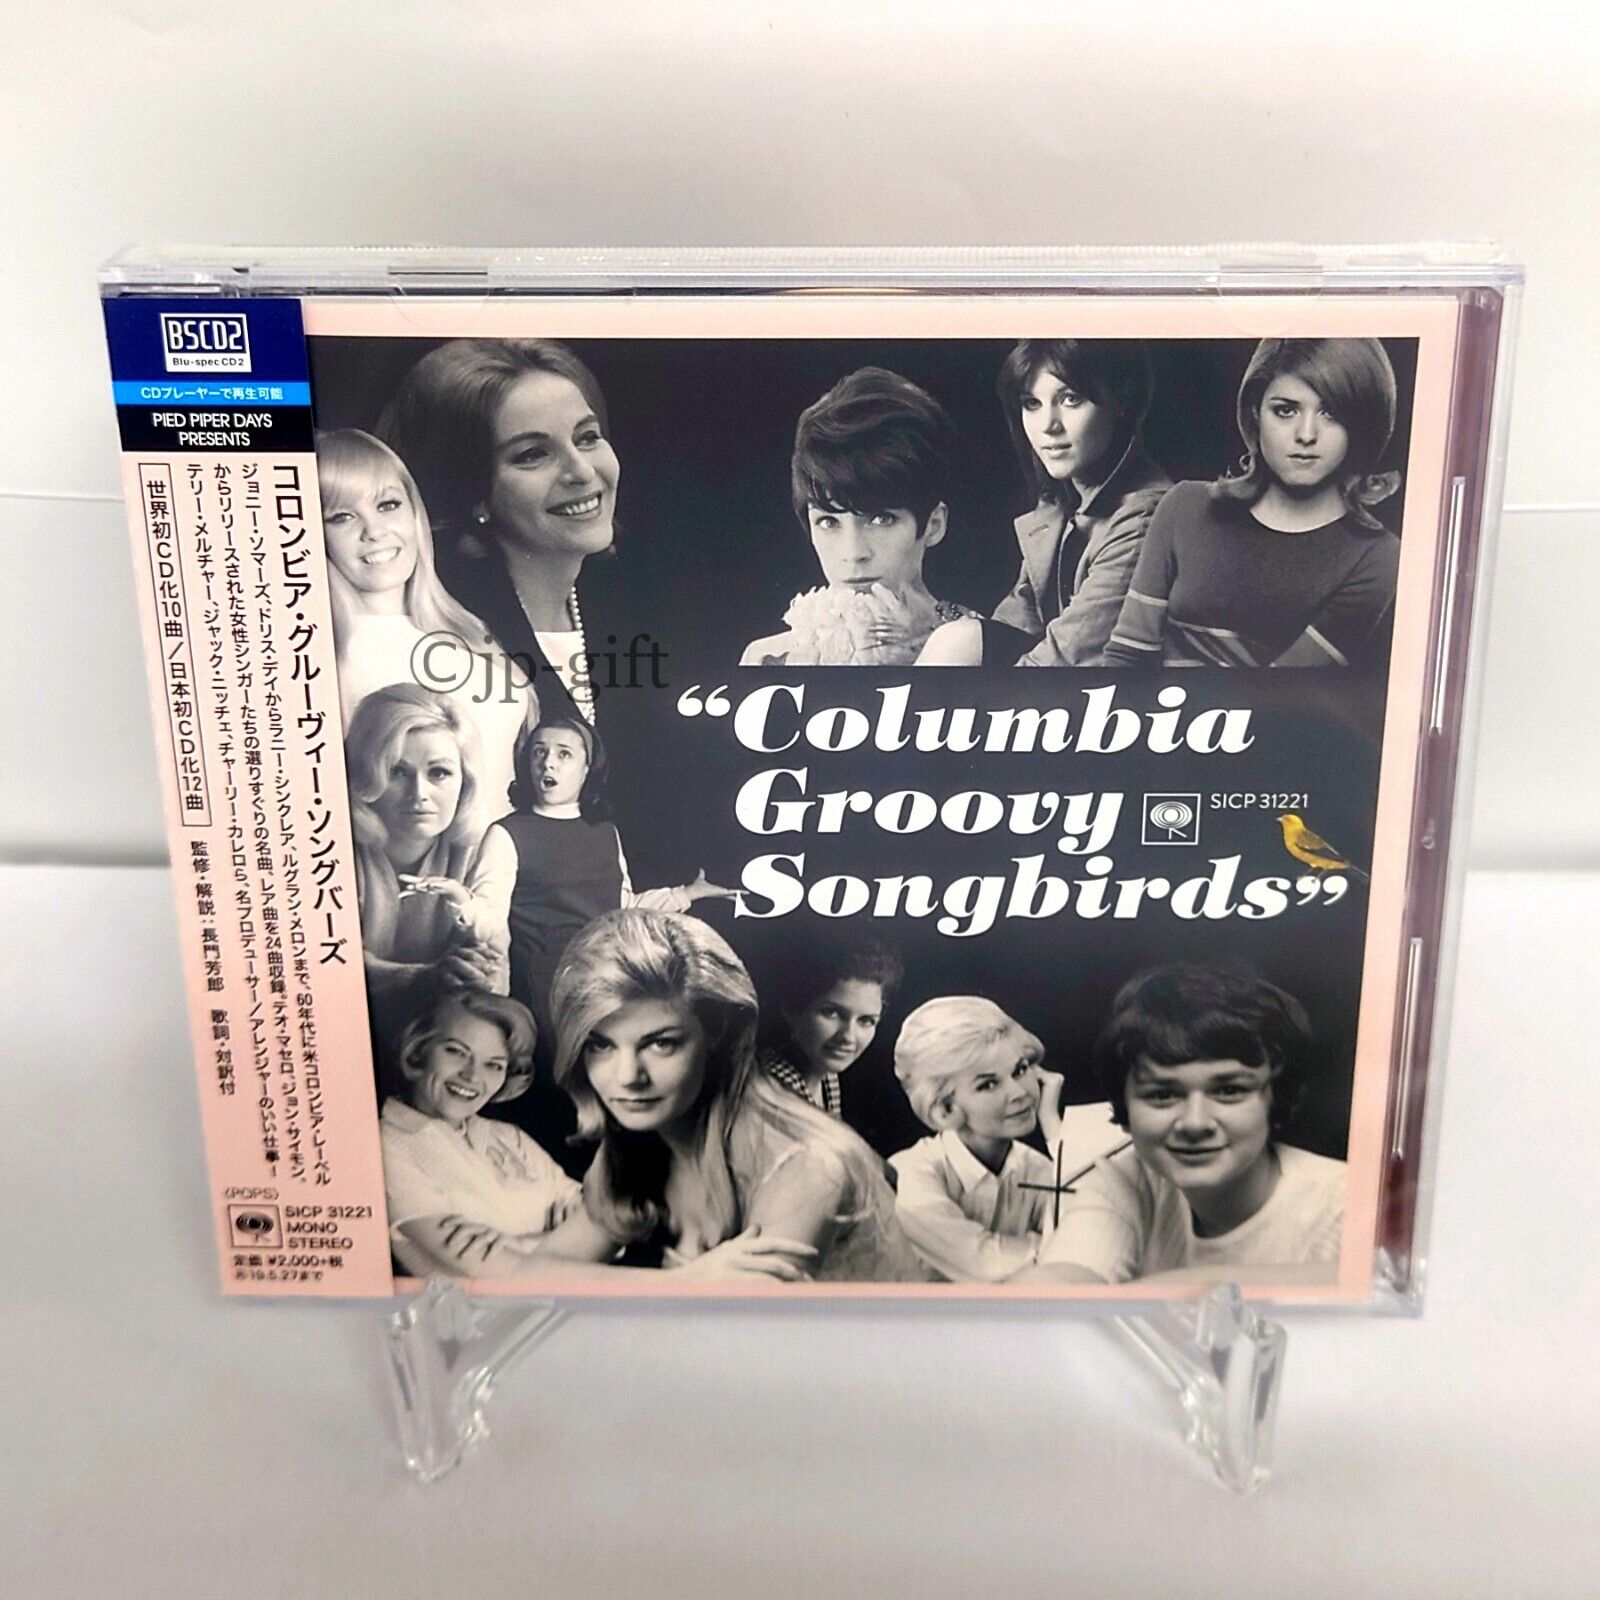 BSCD2
Blu-spec CD2
CDプレーヤーで再生可能
PIED PIPER DAYS
PRESENTS
コロンビア・グルーヴィー・ソングバーズ
ジョニー・ソマーズ、ドリス・デイからラニー・シンクレア、ルグラン・メロンまで、60年代に米コロンビア・レーベル
からリリースされた女性シンガーたちの選りすぐりの名曲、レア曲を24曲収録。テオ・マセロ、ジョン・サイモン、
テリー・メルチャー、ジャック・ニッチェ、チャーリー・カレロら、名プロデューサー/アレンジャーのいい仕事!
世界初CD化10曲/日本初CD化12曲
監修・解説:長門芳郎 歌詞・対訳付
(POPS)
SICP 31221
MONO
STEREO
定価 ¥2,000+税
19.5.27まで
©jp-gift
“Columbia
Groovy
SICP 31221
Songbirds”